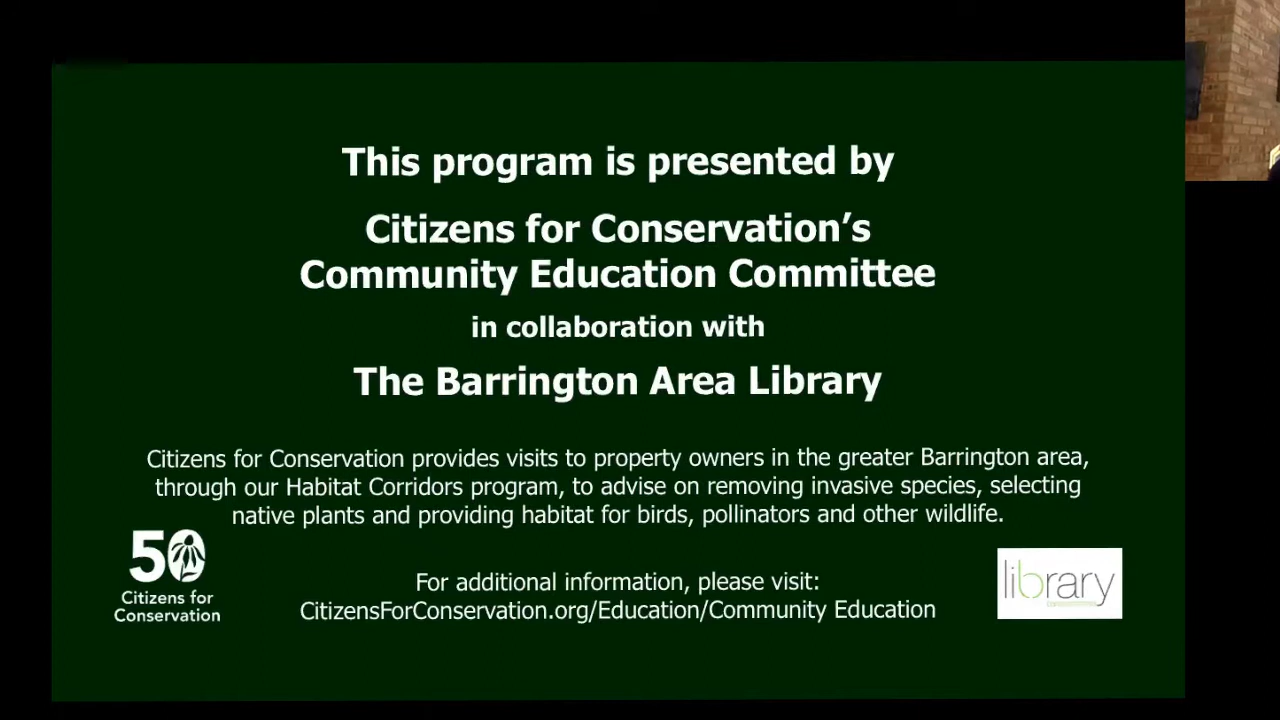 This program is presented by
Citizens for Conservation’s
Community Education Committee
in collaboration with
The Barrington Area Library
Citizens for Conservation provides visits to property owners in the greater Barrington area,
through our Habitat Corridors program, to advise on removing invasive species, selecting
native plants and providing habitat for birds, pollinators and other wildlife.
50
Citizens for
Conservation
For additional information, please visit:
CitizensForConservation.org/Education/Community Education
library